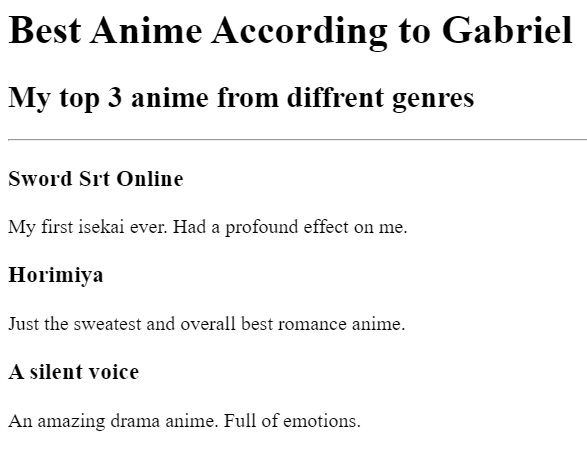 Best Anime According to Gabriel
My top 3 anime from diffrent genres
Sword Srt Online
My first isekai ever. Had a profound effect on me.
Horimiya
Just the sweatest and overall best romance anime.
A silent voice
An amazing drama anime. Full of emotions.